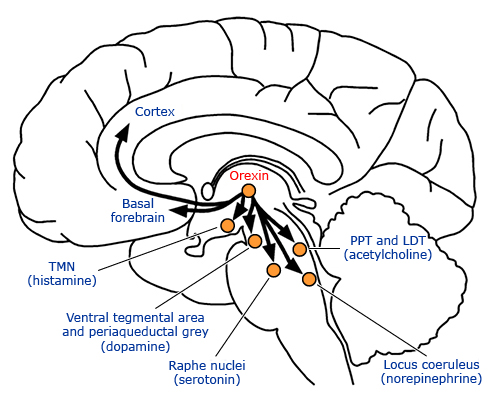 Cortex
Orexin
Basal
forebrain
TMN
(histamine)
PPT and LDT
(acetylcholine)
Ventral tegmental area
and periaqueductal grey
(dopamine)
Raphe nuclei
(serotonin)
Locus coeruleus
(norepinephrine)